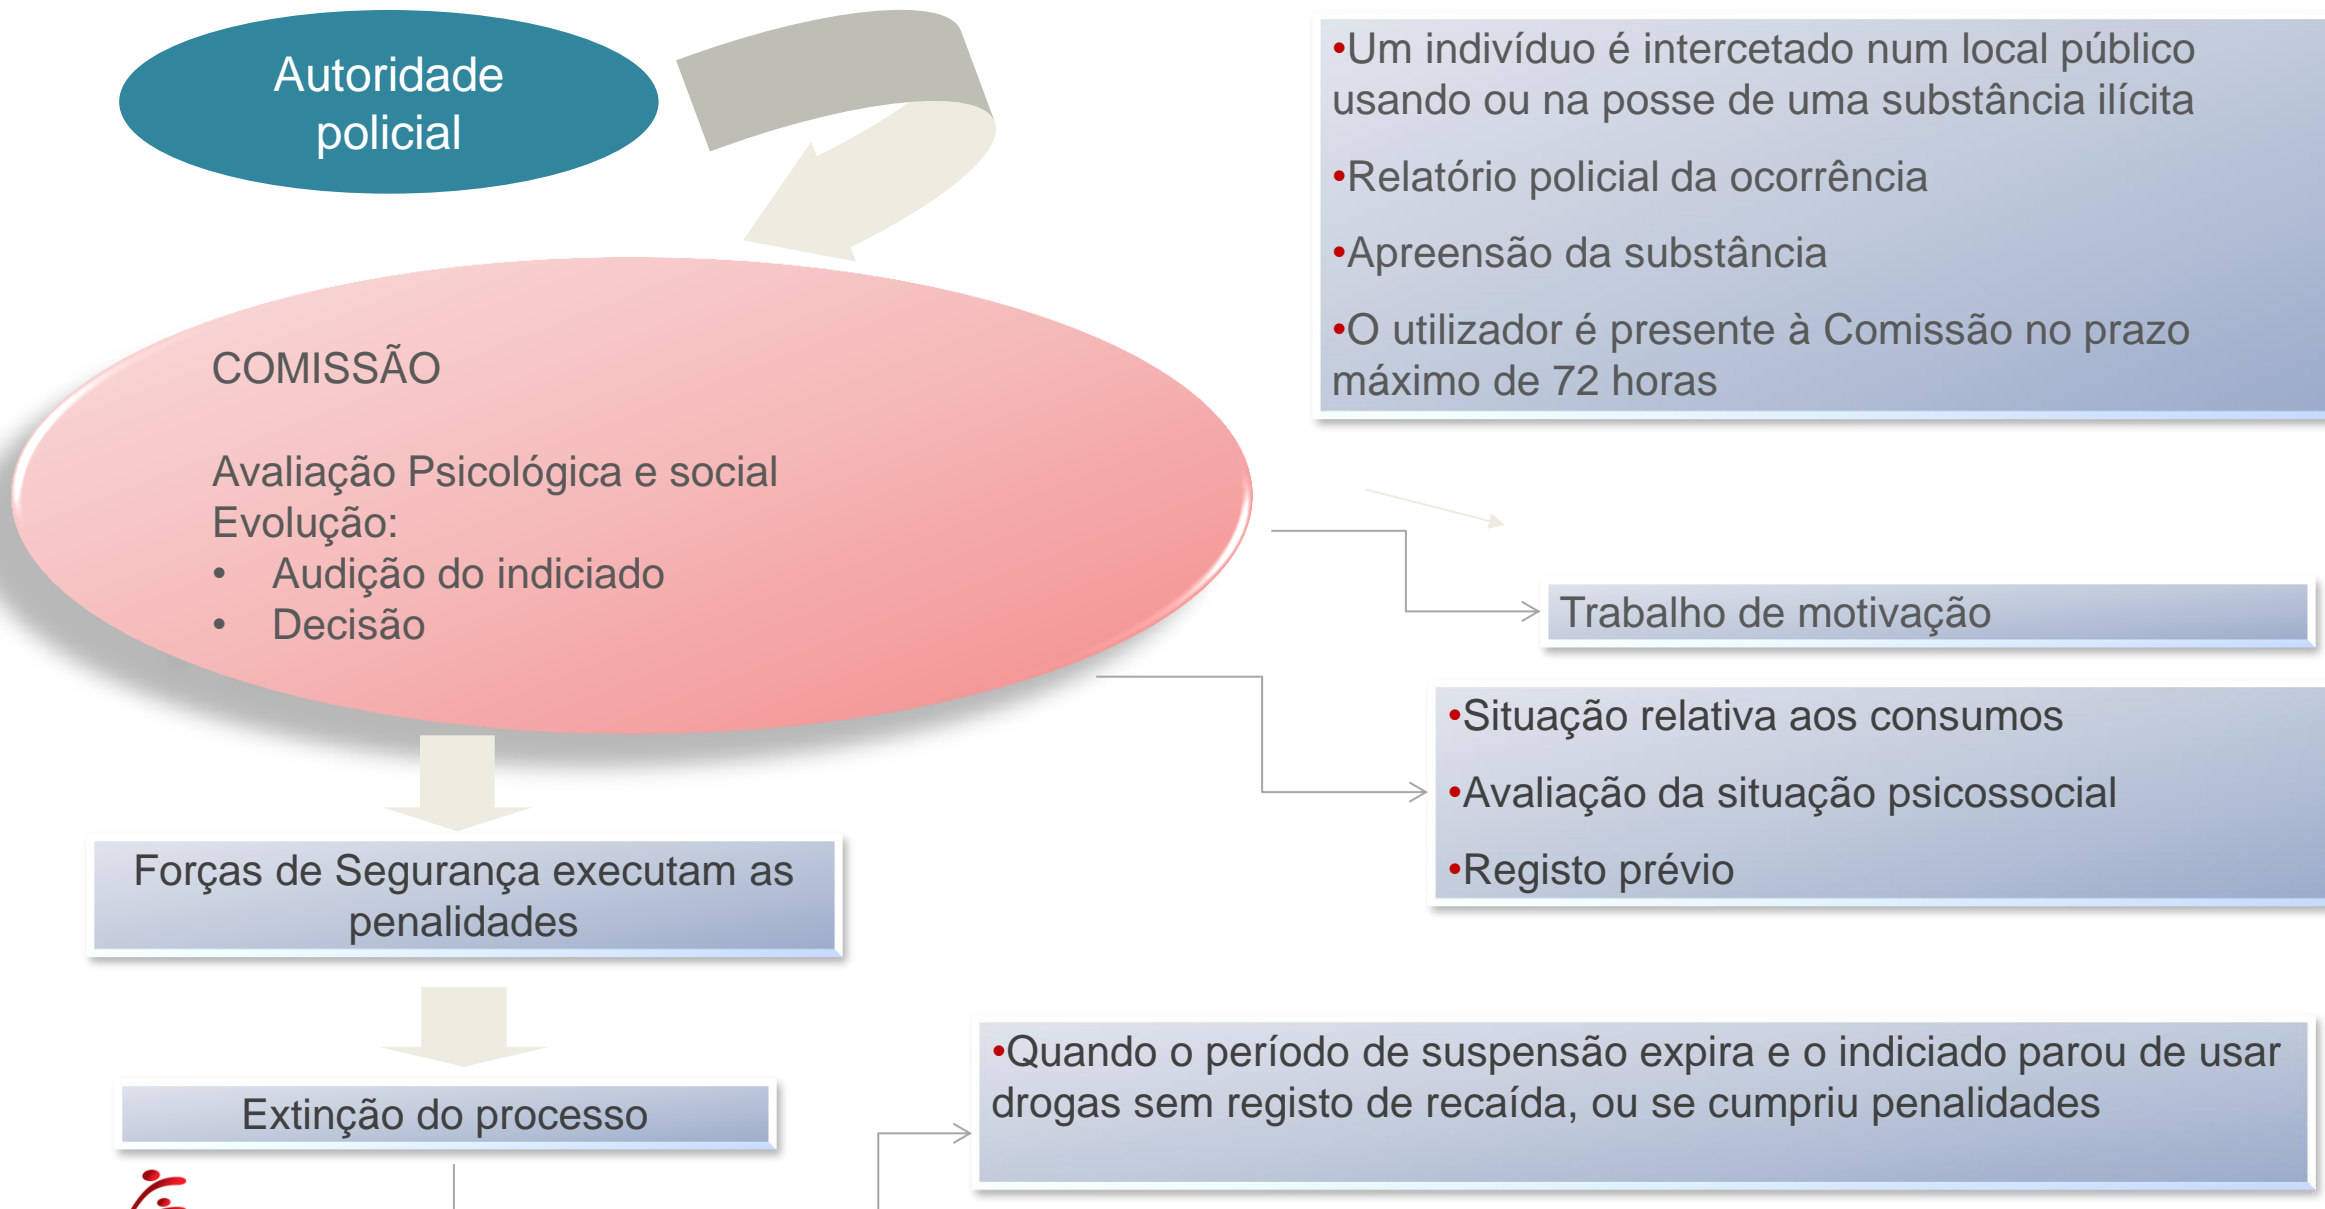 Autoridade
policial
•Um indivíduo é intercetado num local público
usando ou na posse de uma substância ilícita
•Relatório policial da ocorrência
•Apreensão da substância
•O utilizador é presente à Comissão no prazo
máximo de 72 horas
COMISSÃO
Avaliação Psicológica e social
Evolução:
• Audição do indiciado
• Decisão
Trabalho de motivação
•Situação relativa aos consumos
•Avaliação da situação psicossocial
•Registo prévio
Forças de Segurança executam as
penalidades
•Quando o período de suspensão expira e o indiciado parou de usar
drogas sem registo de recaída, ou se cumpriu penalidades
Extinção do processo